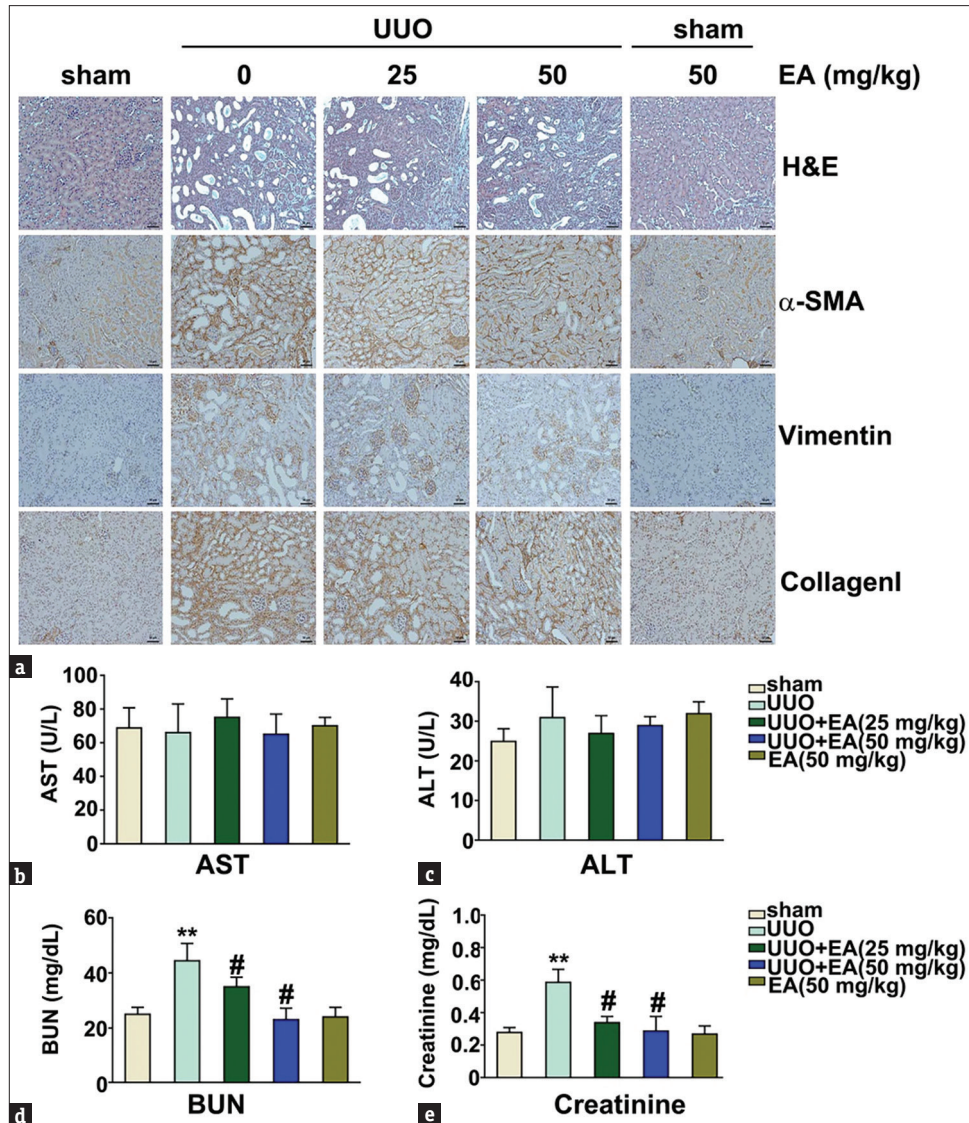 UUO sham
sham 0 25 50 50 EA (mg/kg)
H&E
α-SMA
Vimentin
CollagenI
a
100
80
60
40
20
0
AST (U/L)
AST
b
40
30
20
10
0
ALT (U/L)
ALT
c
sham
UUO
UUO+EA(25 mg/kg)
UUO+EA(50 mg/kg)
EA(50 mg/kg)
60
40
20
0
BUN (mg/dL)
**
#
#
BUN
d
1.0
0.8
0.6
0.4
0.2
0
Creatinine (mg/dL)
**
#
#
Creatinine
e
sham
UUO
UUO+EA(25 mg/kg)
UUO+EA(50 mg/kg)
EA(50 mg/kg)